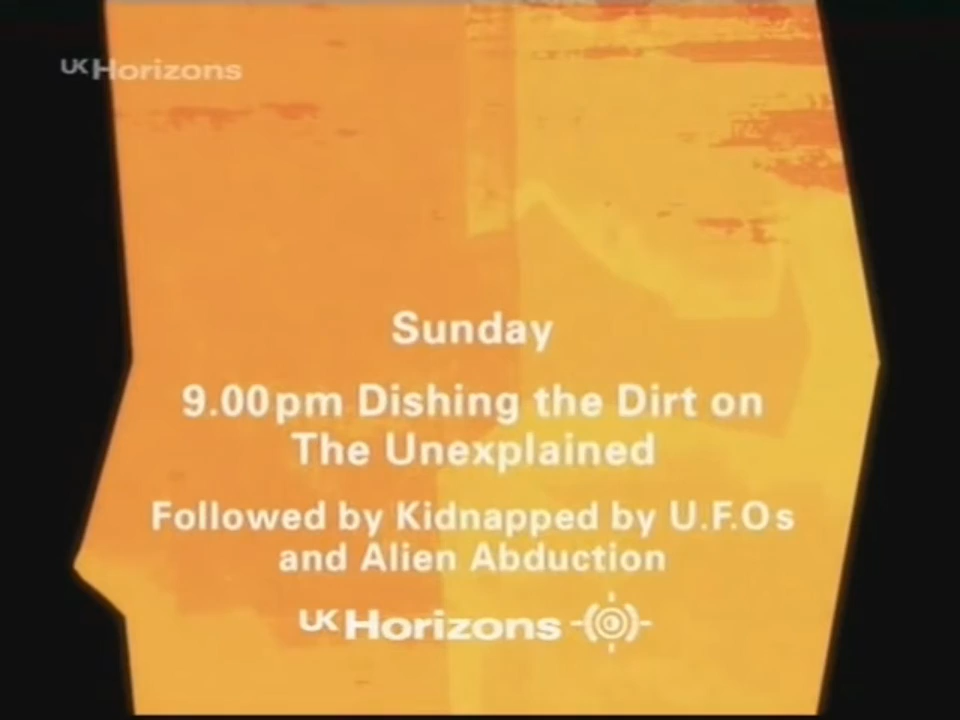 UK Horizons
Sunday
9.00pm Dishing the Dirt on
The Unexplained
Followed by Kidnapped by U.F.Os
and Alien Abduction
UK Horizons